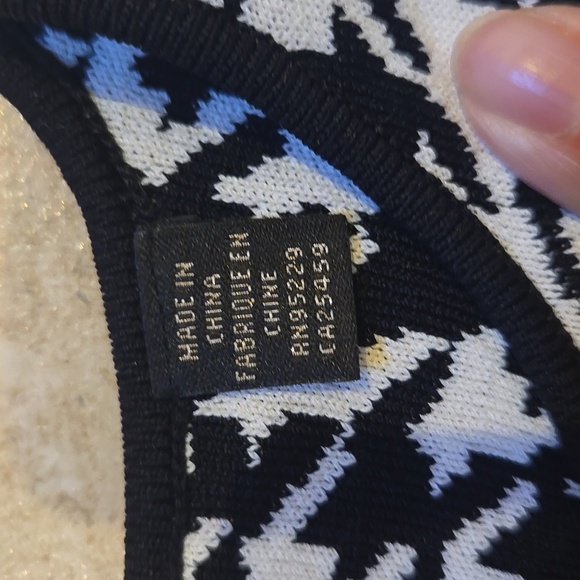 MADE IN
CHINA
FABRIQUE EN
CHINE
RN95229
CA25459